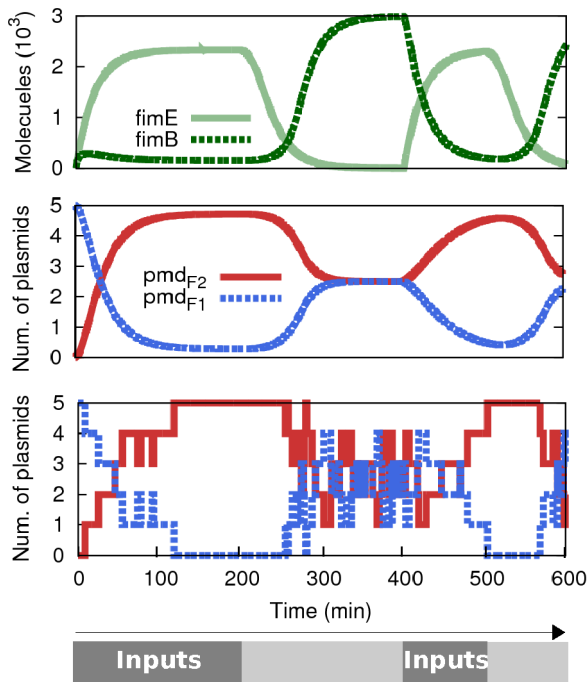 3
2
1
0
Molecueles (10³)
fimE
fimB
5
4
3
2
1
0
Num. of plasmids
pmdF2
pmdF1
5
4
3
2
1
0
Num. of plasmids
0 100 200 300 400 500 600
Time (min)
Inputs Inputs